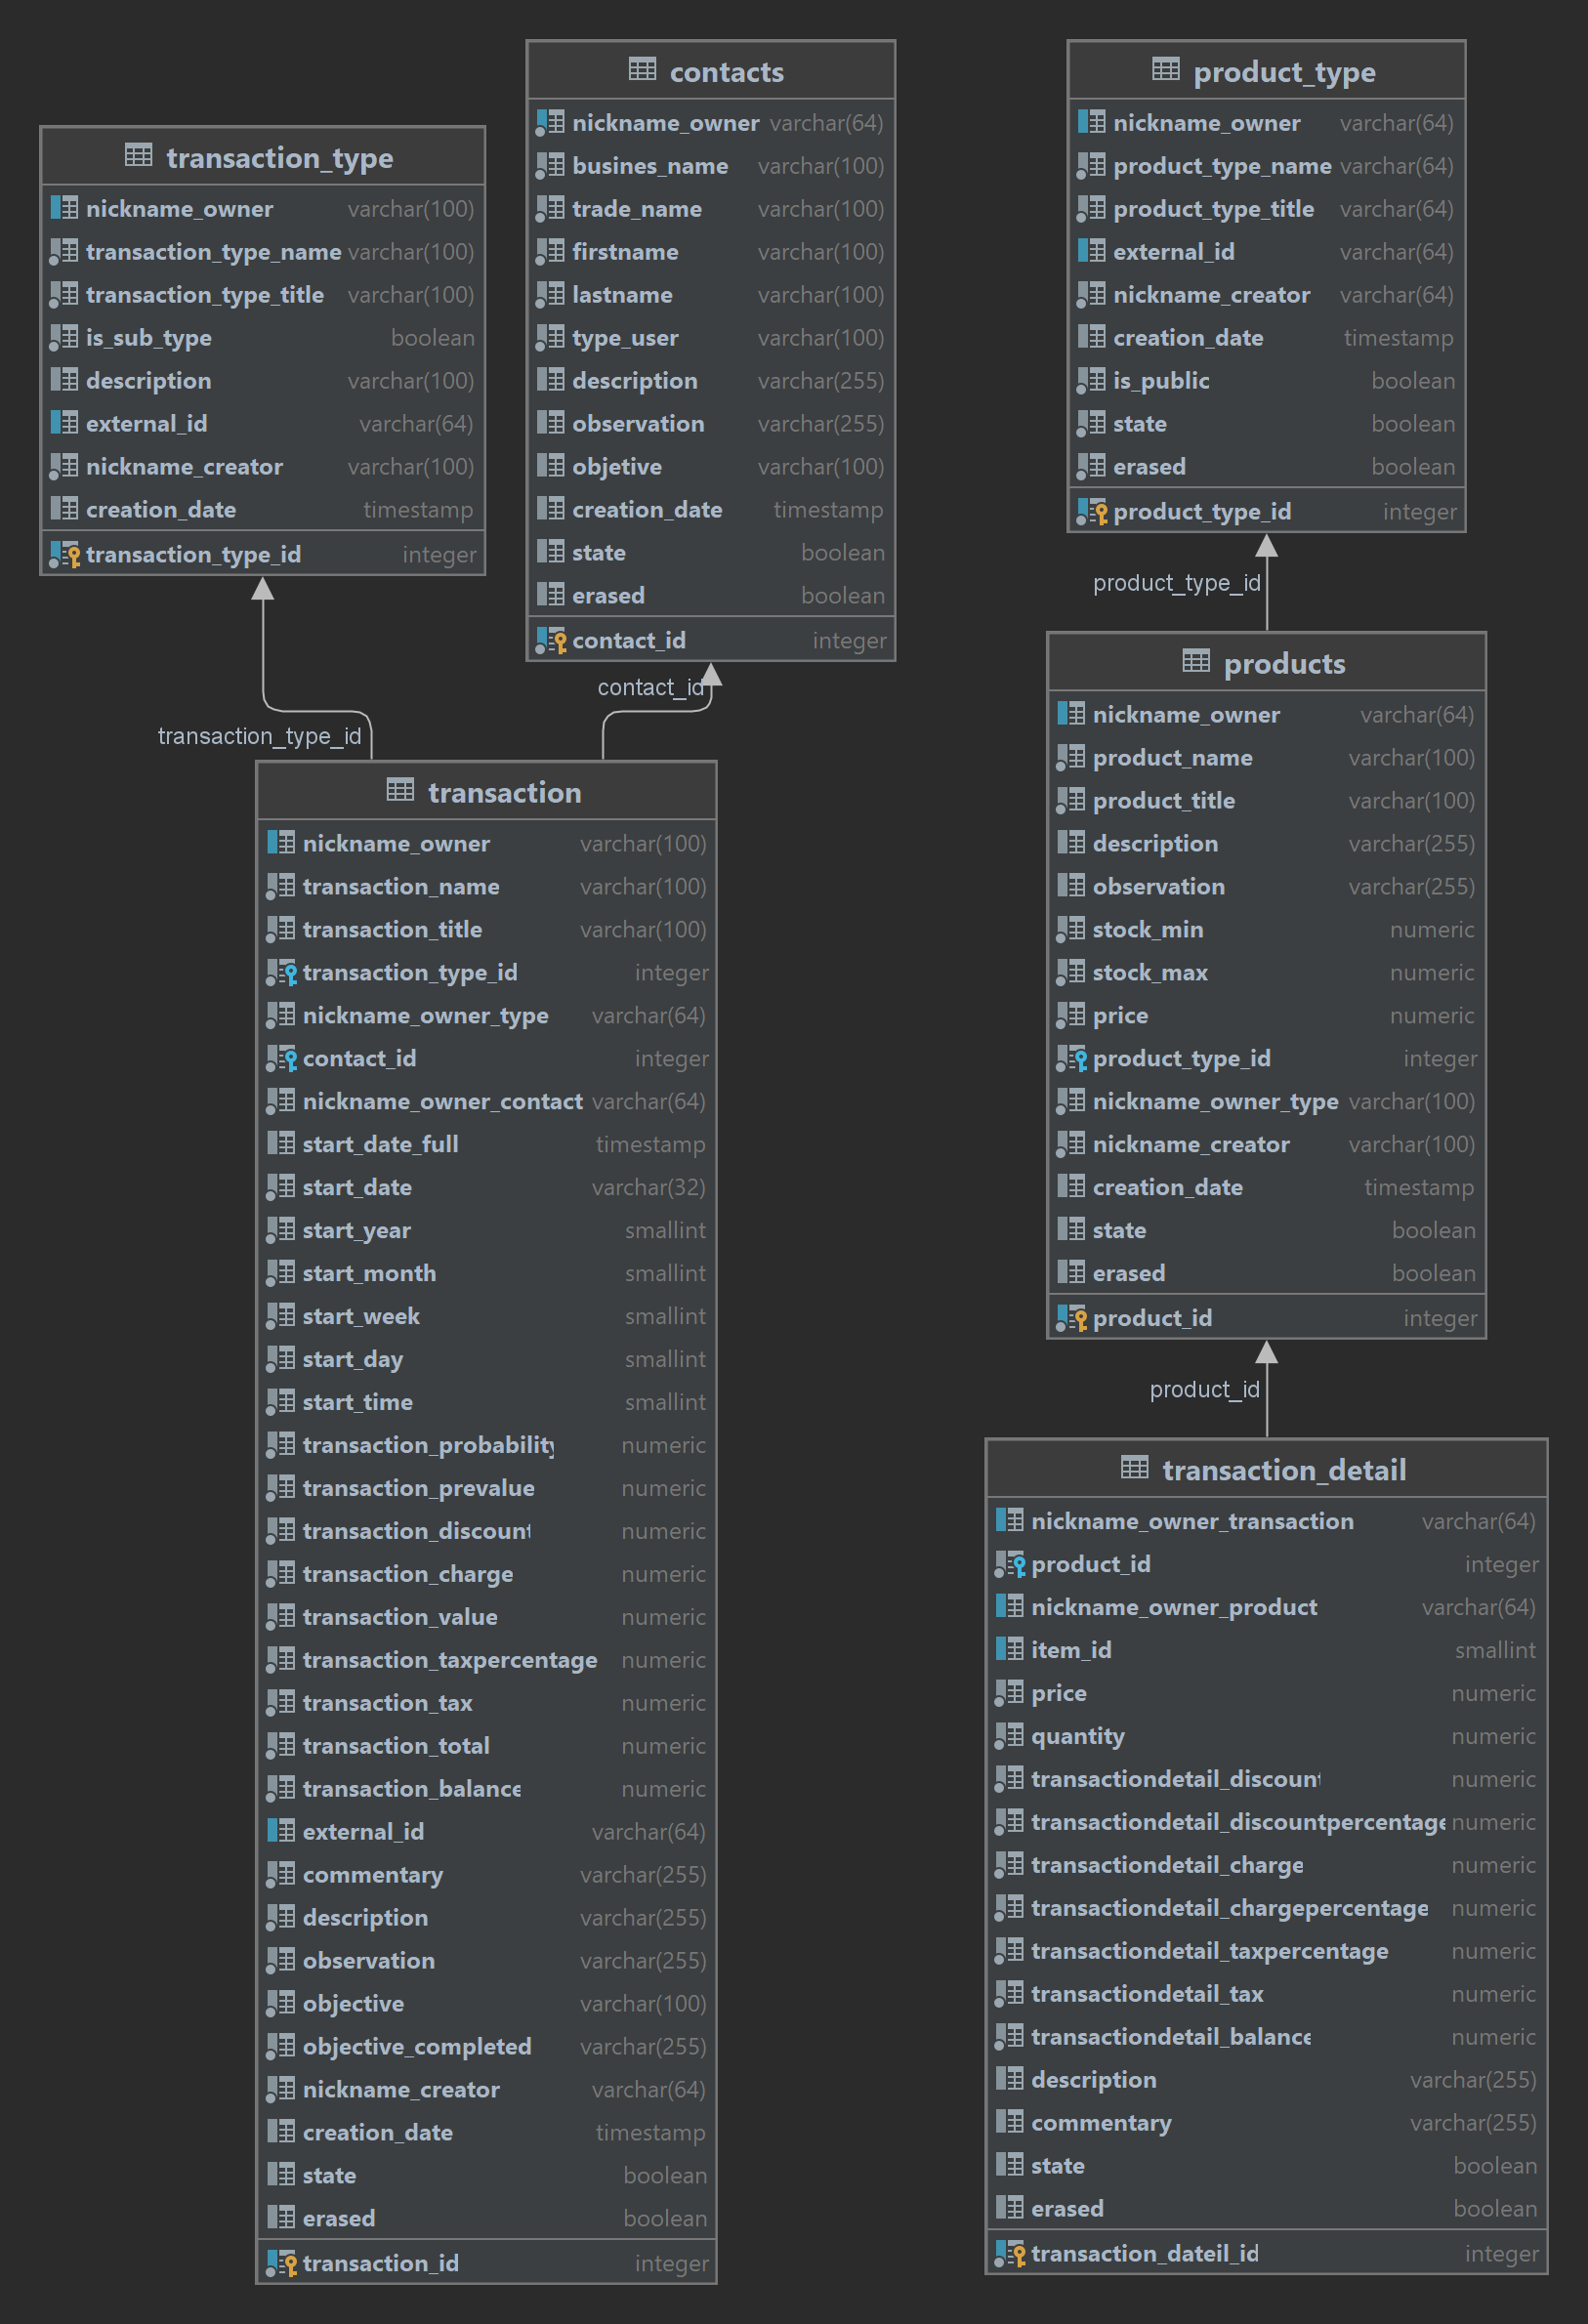 transaction_type
nickname_owner varchar(100)
transaction_type_name varchar(100)
transaction_type_title varchar(100)
is_sub_type boolean
description varchar(100)
external_id varchar(64)
nickname_creator varchar(100)
creation_date timestamp
transaction_type_id integer
contacts
nickname_owner varchar(64)
busines_name varchar(100)
trade_name varchar(100)
firstname varchar(100)
lastname varchar(100)
type_user varchar(100)
description varchar(255)
observation varchar(255)
objetive varchar(100)
creation_date timestamp
state boolean
erased boolean
contact_id integer
product_type
nickname_owner varchar(64)
product_type_name varchar(64)
product_type_title varchar(64)
external_id varchar(64)
nickname_creator varchar(64)
creation_date timestamp
is_public boolean
state boolean
erased boolean
product_type_id integer
transaction_type_id
contact_id
product_type_id
transaction
nickname_owner varchar(100)
transaction_name varchar(100)
transaction_title varchar(100)
transaction_type_id integer
nickname_owner_type varchar(64)
contact_id integer
nickname_owner_contact varchar(64)
start_date_full timestamp
start_date varchar(32)
start_year smallint
start_month smallint
start_week smallint
start_day smallint
start_time smallint
transaction_probability numeric
transaction_prevalue numeric
transaction_discount numeric
transaction_charge numeric
transaction_value numeric
transaction_taxpercentage numeric
transaction_tax numeric
transaction_total numeric
transaction_balance numeric
external_id varchar(64)
commentary varchar(255)
description varchar(255)
observation varchar(255)
objective varchar(100)
objective_completed varchar(255)
nickname_creator varchar(64)
creation_date timestamp
state boolean
erased boolean
transaction_id integer
products
nickname_owner varchar(64)
product_name varchar(100)
product_title varchar(100)
description varchar(255)
observation varchar(255)
stock_min numeric
stock_max numeric
price numeric
product_type_id integer
nickname_owner_type varchar(100)
nickname_creator varchar(100)
creation_date timestamp
state boolean
erased boolean
product_id integer
product_id
transaction_detail
nickname_owner_transaction varchar(64)
product_id integer
nickname_owner_product varchar(64)
item_id smallint
price numeric
quantity numeric
transactiondetail_discount numeric
transactiondetail_discountpercentage numeric
transactiondetail_charge numeric
transactiondetail_chargepercentage numeric
transactiondetail_taxpercentage numeric
transactiondetail_tax numeric
transactiondetail_balance numeric
description varchar(255)
commentary varchar(255)
state boolean
erased boolean
transaction_dateil_id integer